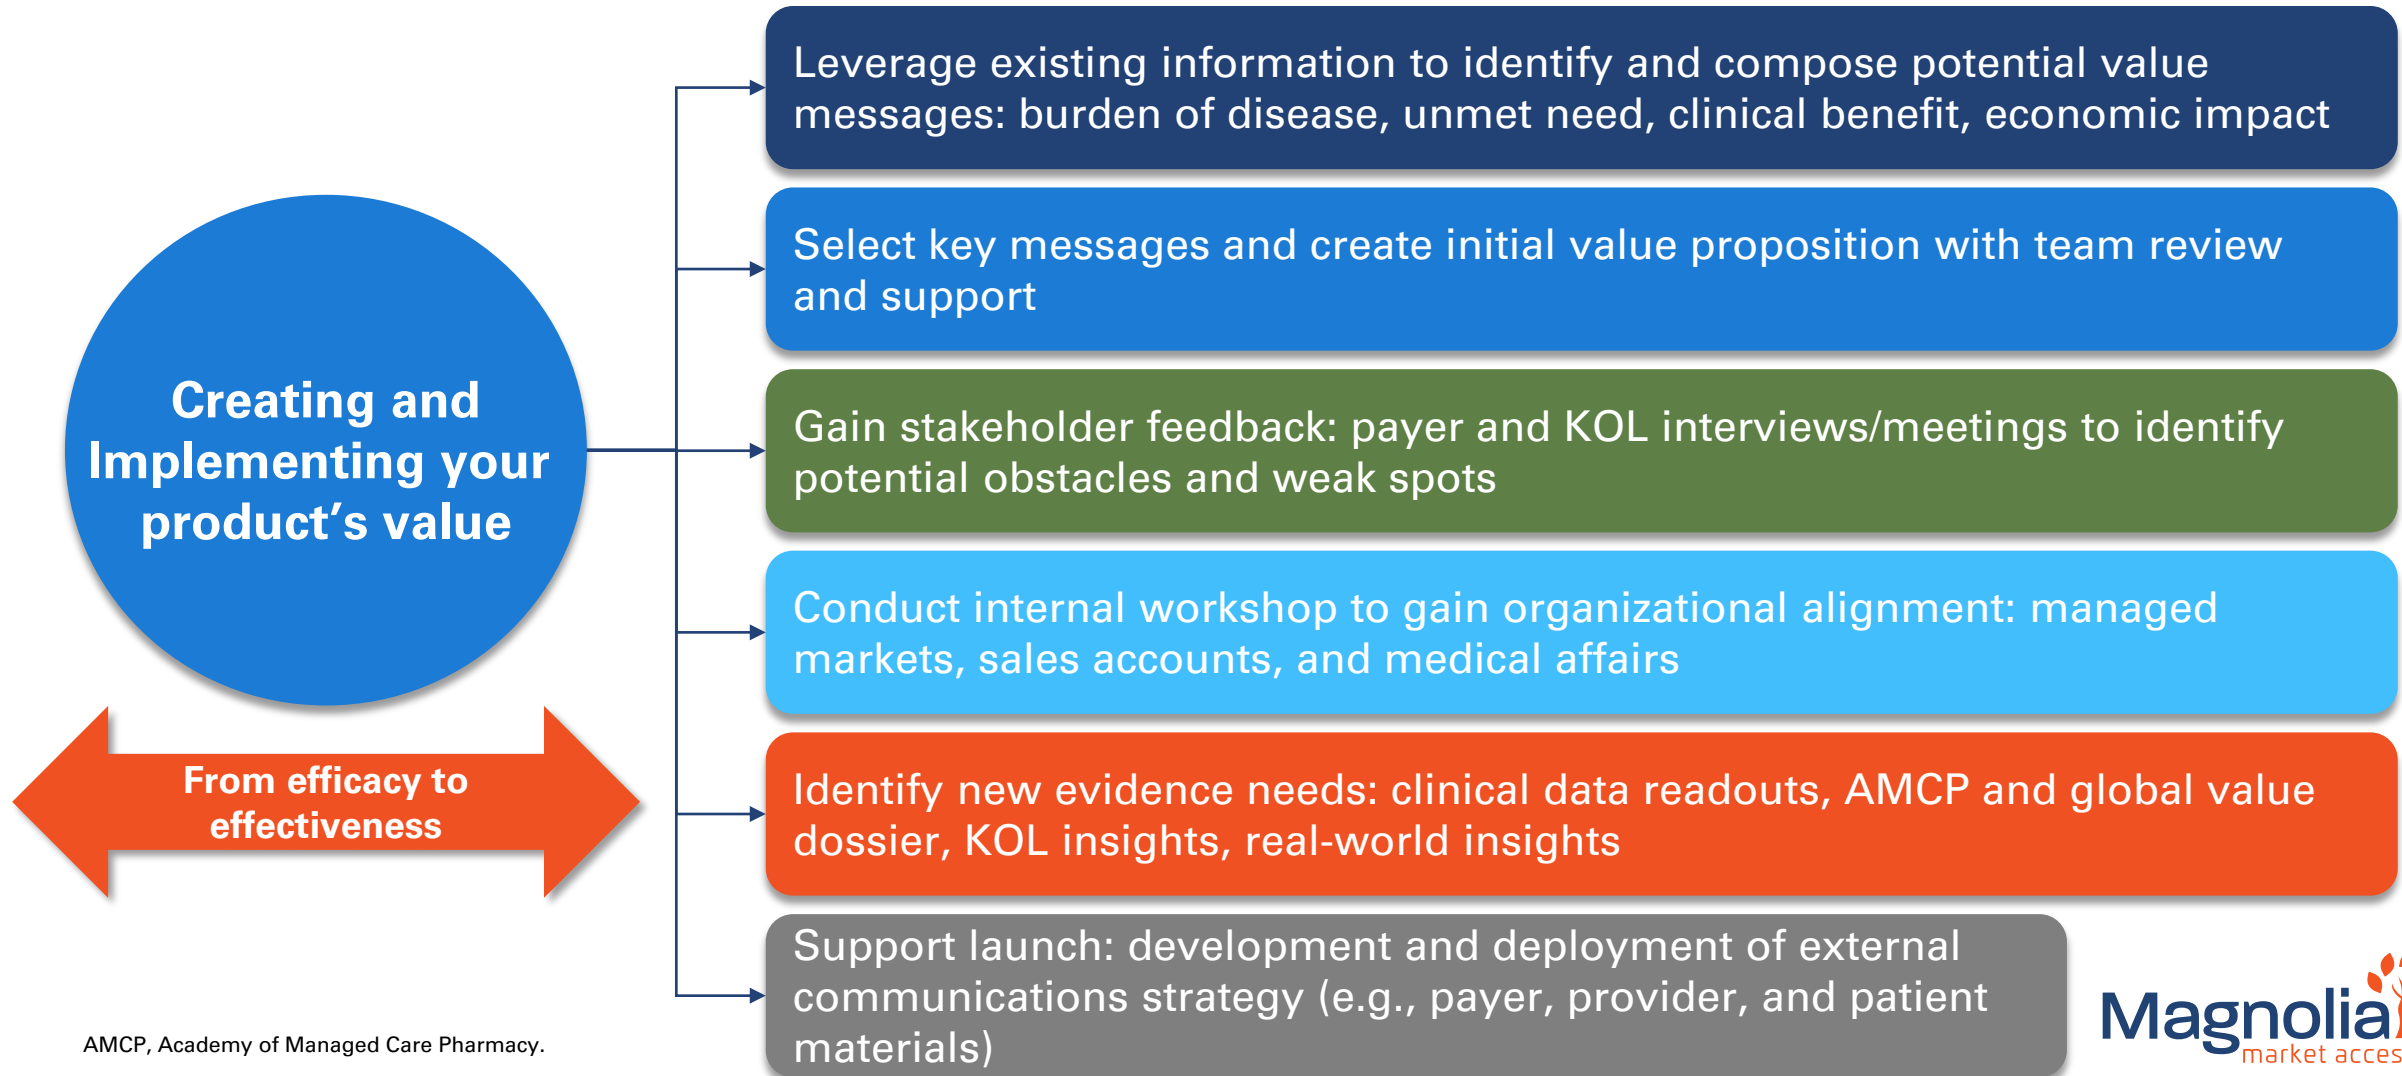 Creating and
Implementing your
product's value
From efficacy to
effectiveness
Leverage existing information to identify and compose potential value
messages: burden of disease, unmet need, clinical benefit, economic impact
Select key messages and create initial value proposition with team review
and support
Gain stakeholder feedback: payer and KOL interviews/meetings to identify
potential obstacles and weak spots
Conduct internal workshop to gain organizational alignment: managed
markets, sales accounts, and medical affairs
Identify new evidence needs: clinical data readouts, AMCP and global value
dossier, KOL insights, real-world insights
Support launch: development and deployment of external
communications strategy (e.g., payer, provider, and patient
materials)
AMCP, Academy of Managed Care Pharmacy.
Magnolia
market acces